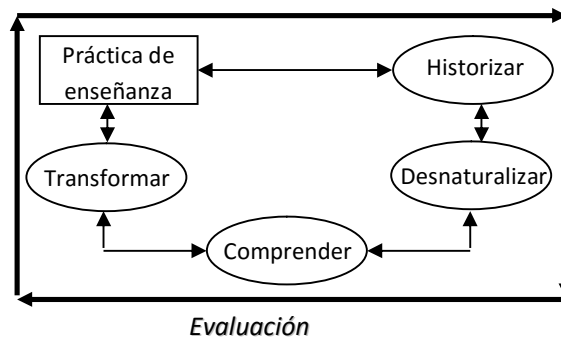 Práctica de
enseñanza
Historizar
Transformar
Desnaturalizar
Comprender
Evaluación